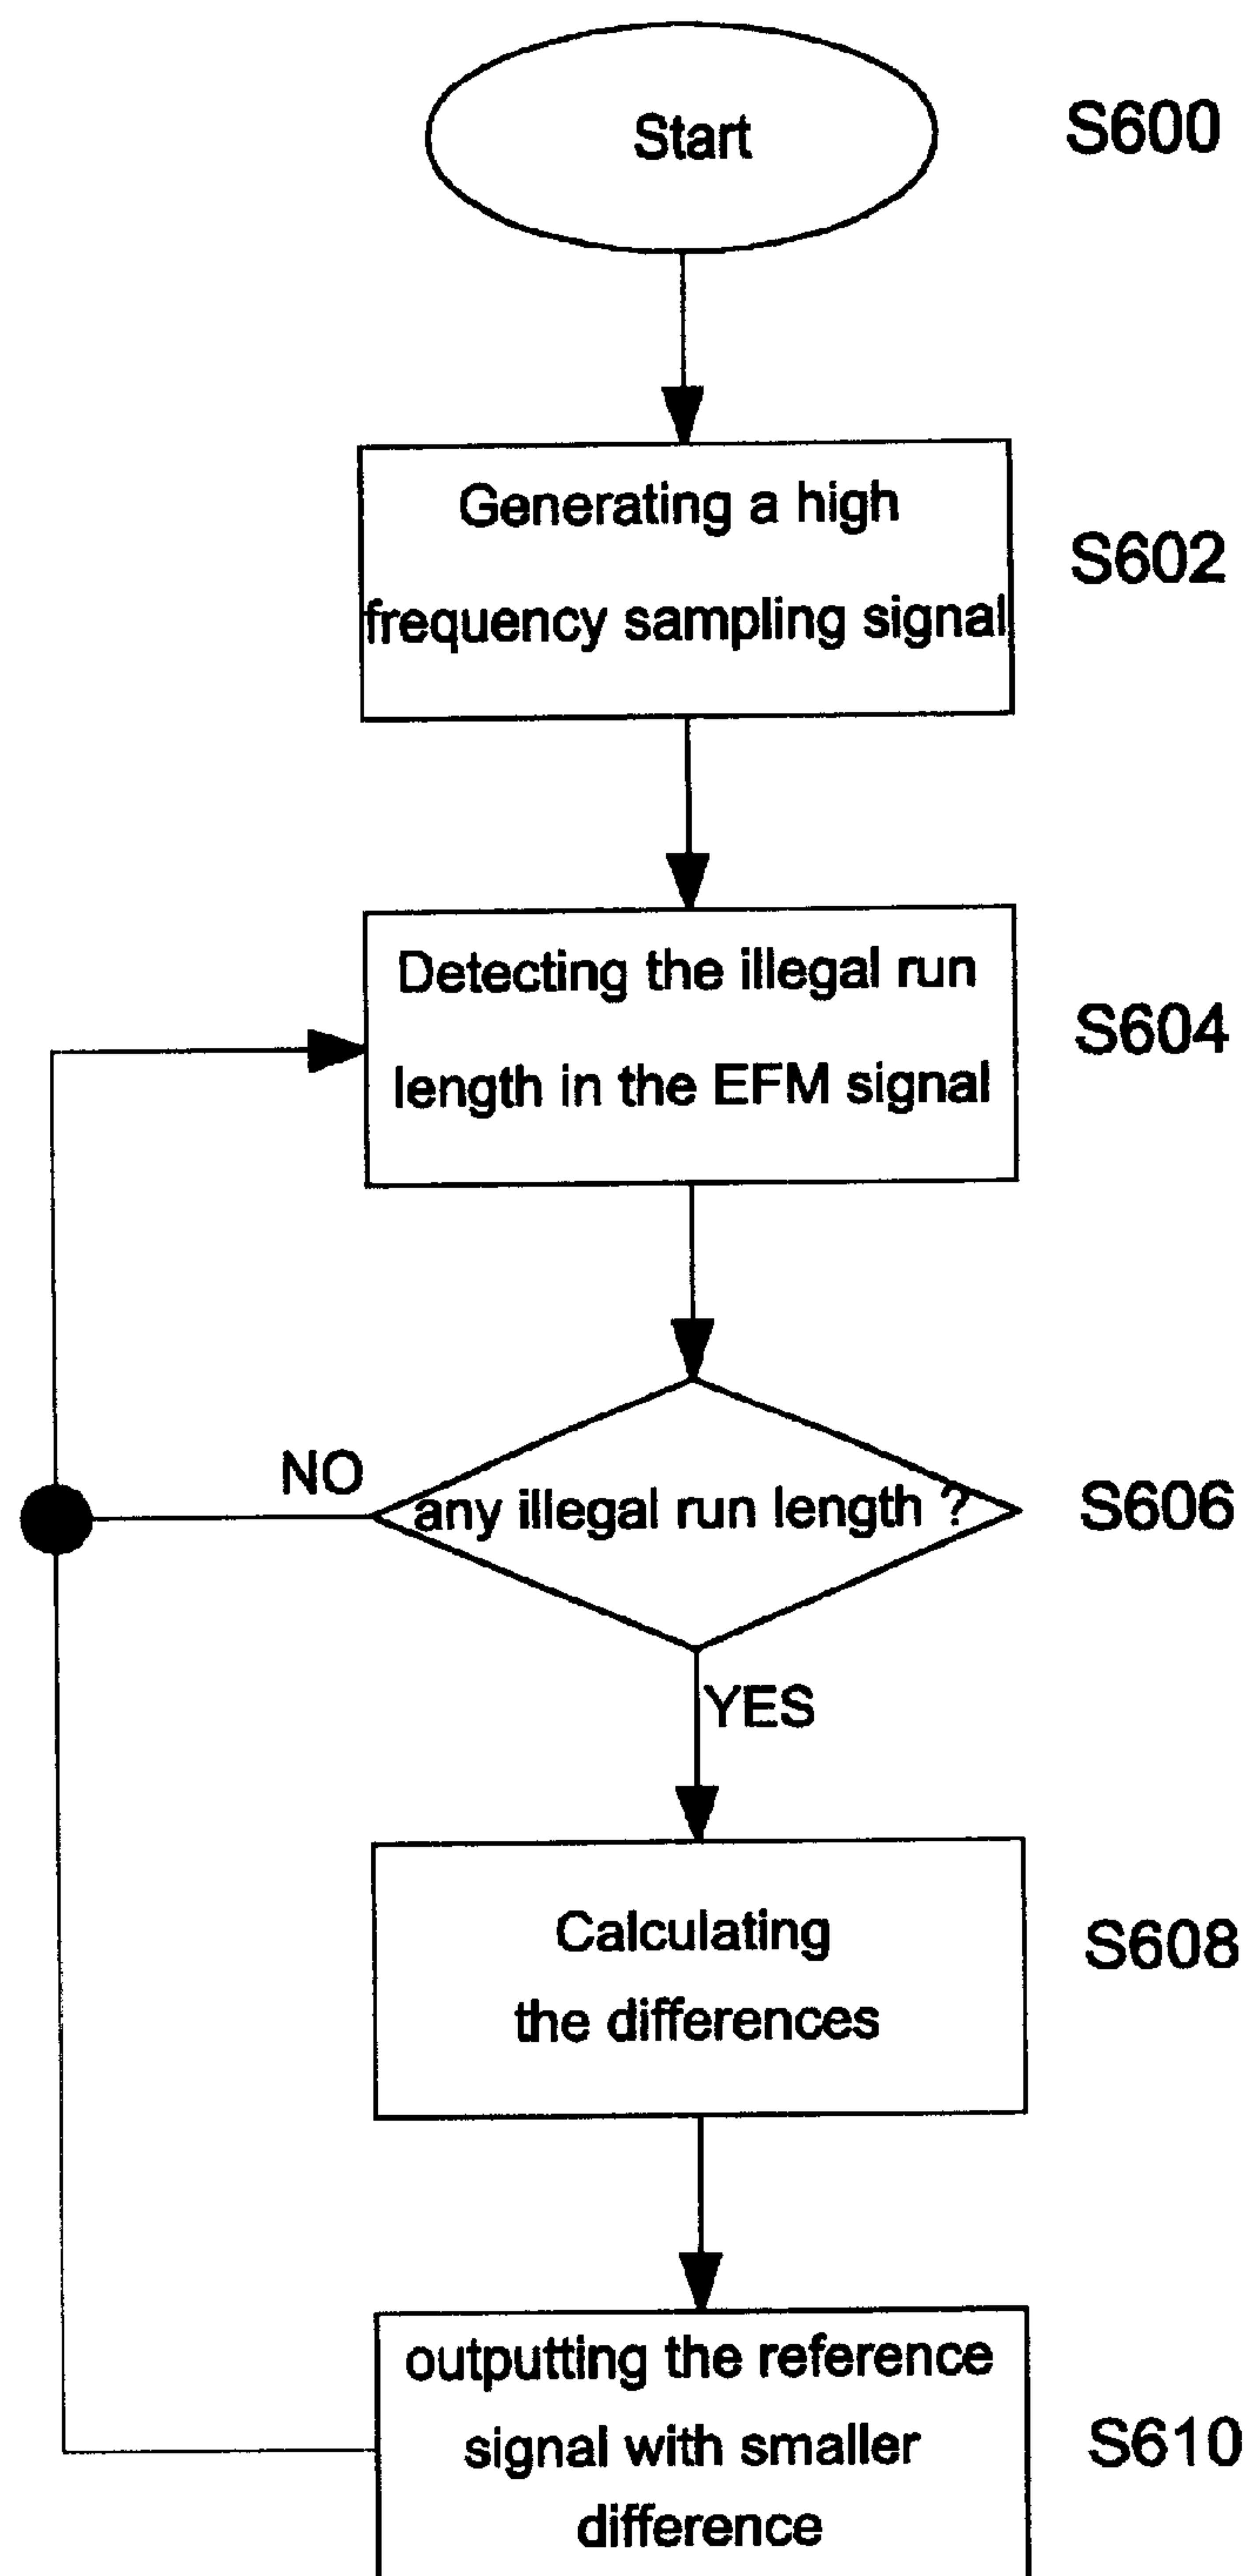 Start
S600
Generating a high
frequency sampling signal
S602
Detecting the illegal run
length in the EFM signal
S604
NO
any illegal run length ?
S606
YES
Calculating
the differences
S608
outputting the reference
signal with smaller
difference
S610